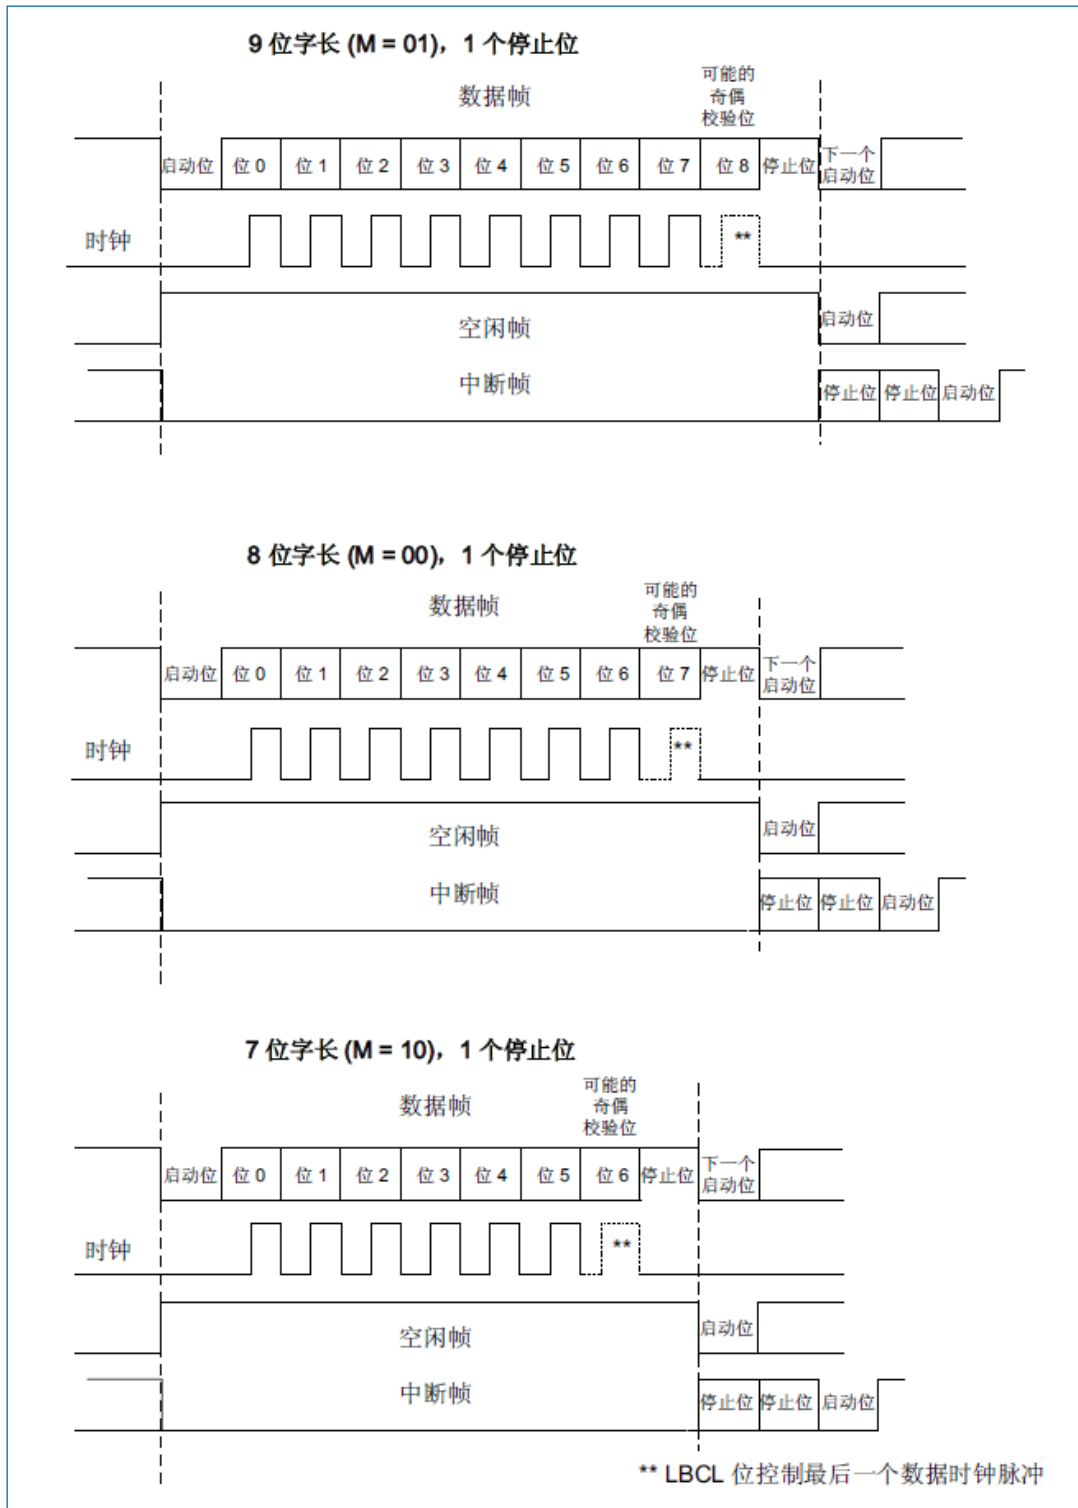 9 位字长 (M = 01)，1 个停止位
数据帧
可能的
奇偶
校验位
启动位 位 0 位 1 位 2 位 3 位 4 位 5 位 6 位 7 位 8 停止位 下一个
启动位
时钟
**
空闲帧
启动位
中断帧
停止位 停止位 启动位
8 位字长 (M = 00)，1 个停止位
数据帧
可能的
奇偶
校验位
启动位 位 0 位 1 位 2 位 3 位 4 位 5 位 6 位 7 停止位 下一个
启动位
时钟
**
空闲帧
启动位
中断帧
停止位 停止位 启动位
7 位字长 (M = 10)，1 个停止位
数据帧
可能的
奇偶
校验位
启动位 位 0 位 1 位 2 位 3 位 4 位 5 位 6 停止位 下一个
启动位
时钟
**
空闲帧
启动位
中断帧
停止位 停止位 启动位
** LBCL 位控制最后一个数据时钟脉冲